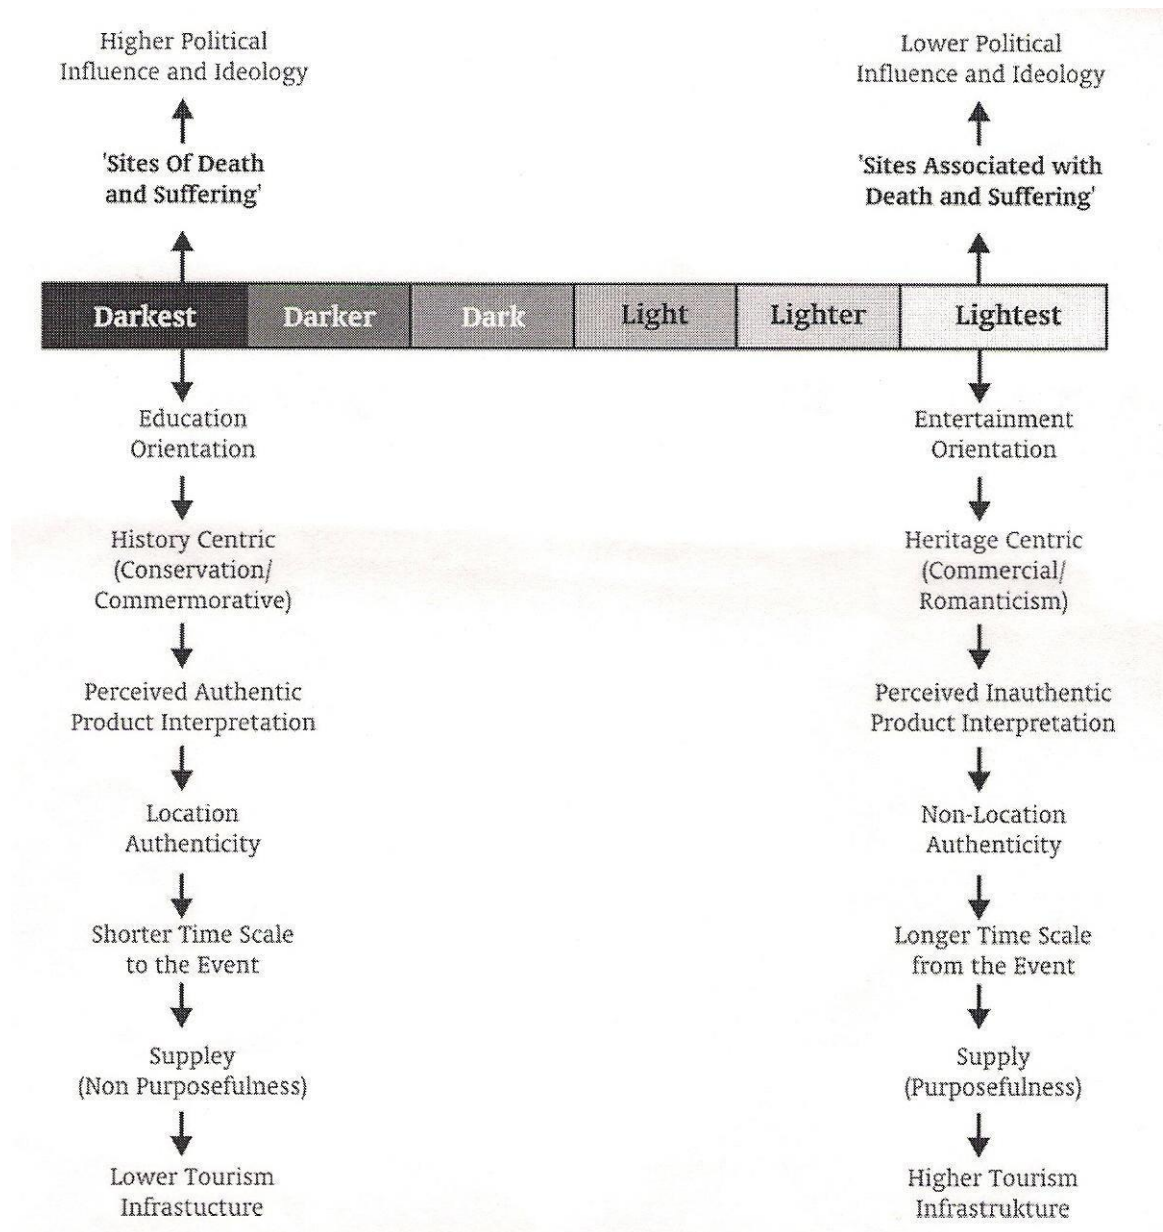 Higher Political
Influence and Ideology
Lower Political
Influence and Ideology
'Sites Of Death
and Suffering'
'Sites Associated with
Death and Suffering'
Darkest
Darker
Dark
Light
Lighter
Lightest
Education
Orientation
Entertainment
Orientation
History Centric
(Conservation/
Commermorative)
Heritage Centric
(Commercial/
Romanticism)
Perceived Authentic
Product Interpretation
Perceived Inauthentic
Product Interpretation
Location
Authenticity
Non-Location
Authenticity
Shorter Time Scale
to the Event
Longer Time Scale
from the Event
Suppley
(Non Purposefulness)
Supply
(Purposefulness)
Lower Tourism
Infrastucture
Higher Tourism
Infrastrukture